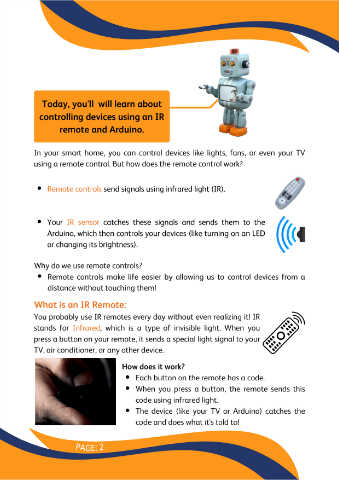 Today, you'll will learn about
controlling devices using an IR
remote and Arduino.
In your smart home, you can control devices like lights, fans, or even your TV
using a remote control. But how does the remote control work?
• Remote controls send signals using infrared light (IR).
• Your IR sensor catches these signals and sends them to the
Arduino, which then controls your devices (like turning on an LED
or changing its brightness).
Why do we use remote controls?
• Remote controls make life easier by allowing us to control devices from a
distance without touching them!
What is an IR Remote:
You probably use IR remotes every day without even realizing it! IR
stands for Infrared, which is a type of invisible light. When you
press a button on your remote, it sends a special light signal to your
TV, air conditioner, or any other device.
How does it work?
• Each button on the remote has a code.
• When you press a button, the remote sends this
code using infrared light.
• The device (like your TV or Arduino) catches the
code and does what it's told to!
PAGE: 2